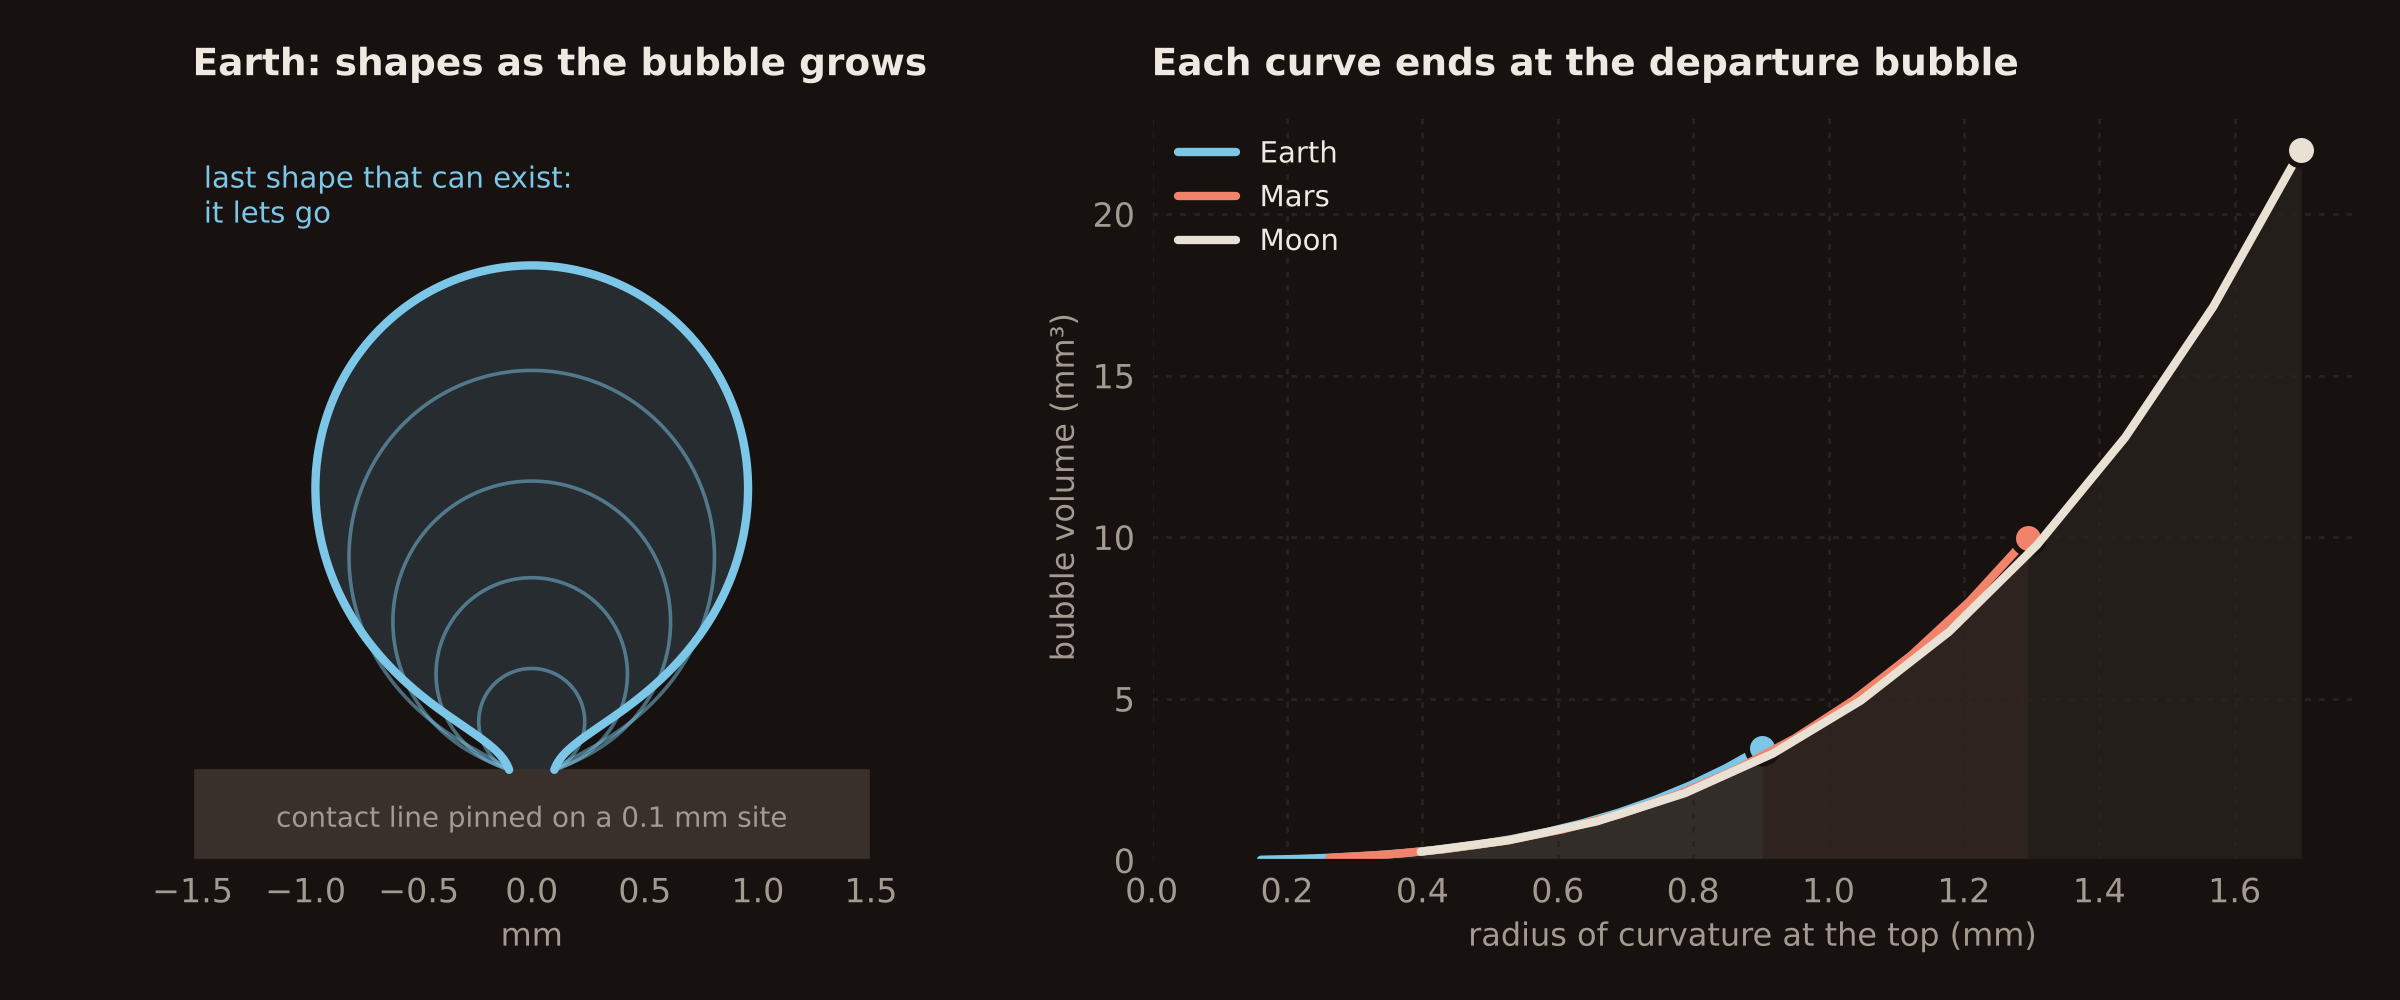 Earth: shapes as the bubble grows
last shape that can exist:
it lets go
contact line pinned on a 0.1 mm site
−1.5 −1.0 −0.5 0.0 0.5 1.0 1.5
mm
Each curve ends at the departure bubble
Earth
Mars
Moon
20
15
10
5
0
bubble volume (mm³)
0.0 0.2 0.4 0.6 0.8 1.0 1.2 1.4 1.6
radius of curvature at the top (mm)